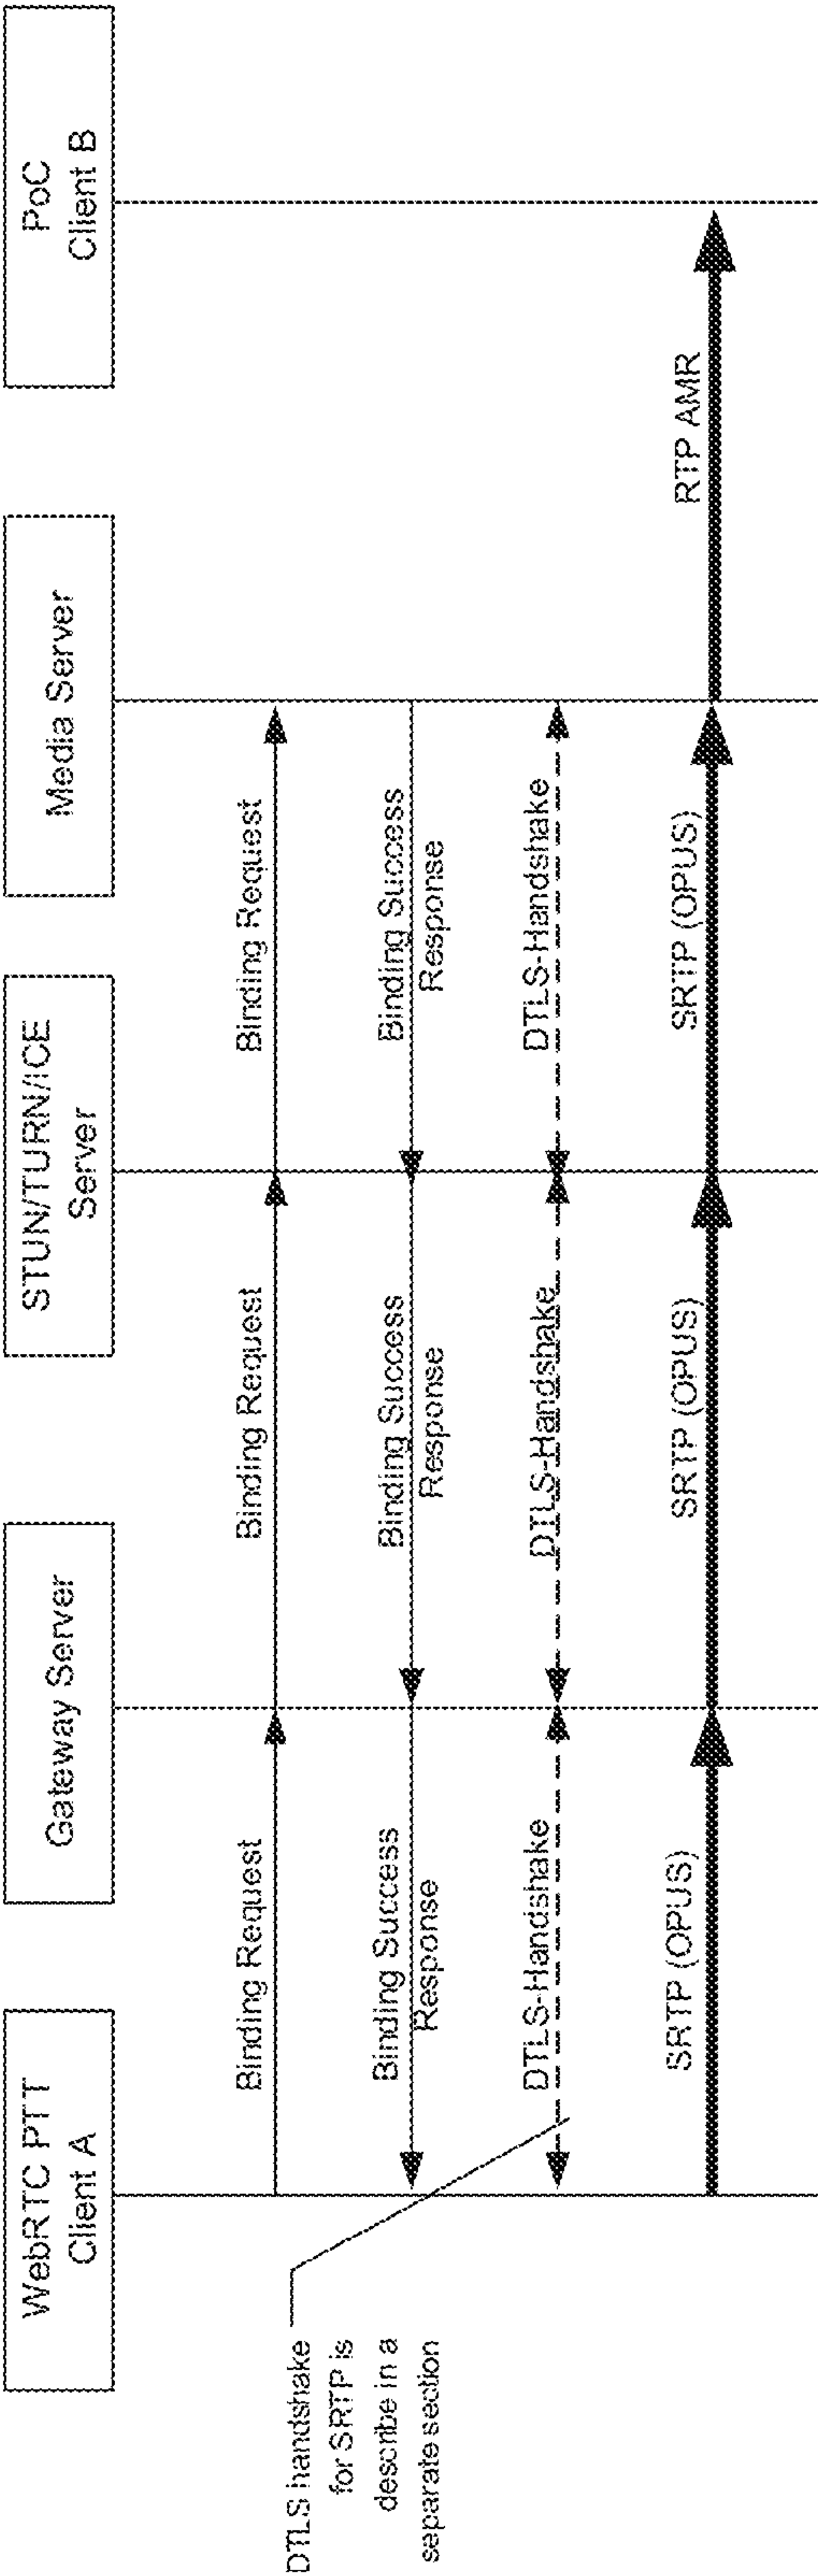 WebRTC PTT
Client A
Gateway Server
STUN/TURN/ICE
Server
Media Server
PoC
Client B
Binding Request
Binding Request
Binding Request
Binding Success
Response
Binding Success
Response
Binding Success
Response
DTLS handshake
for SRTP is
describe in a
separate section
DTLS-Handshake
DTLS-Handshake
DTLS-Handshake
SRTP (OPUS)
SRTP (OPUS)
SRTP (OPUS)
RTP AMR